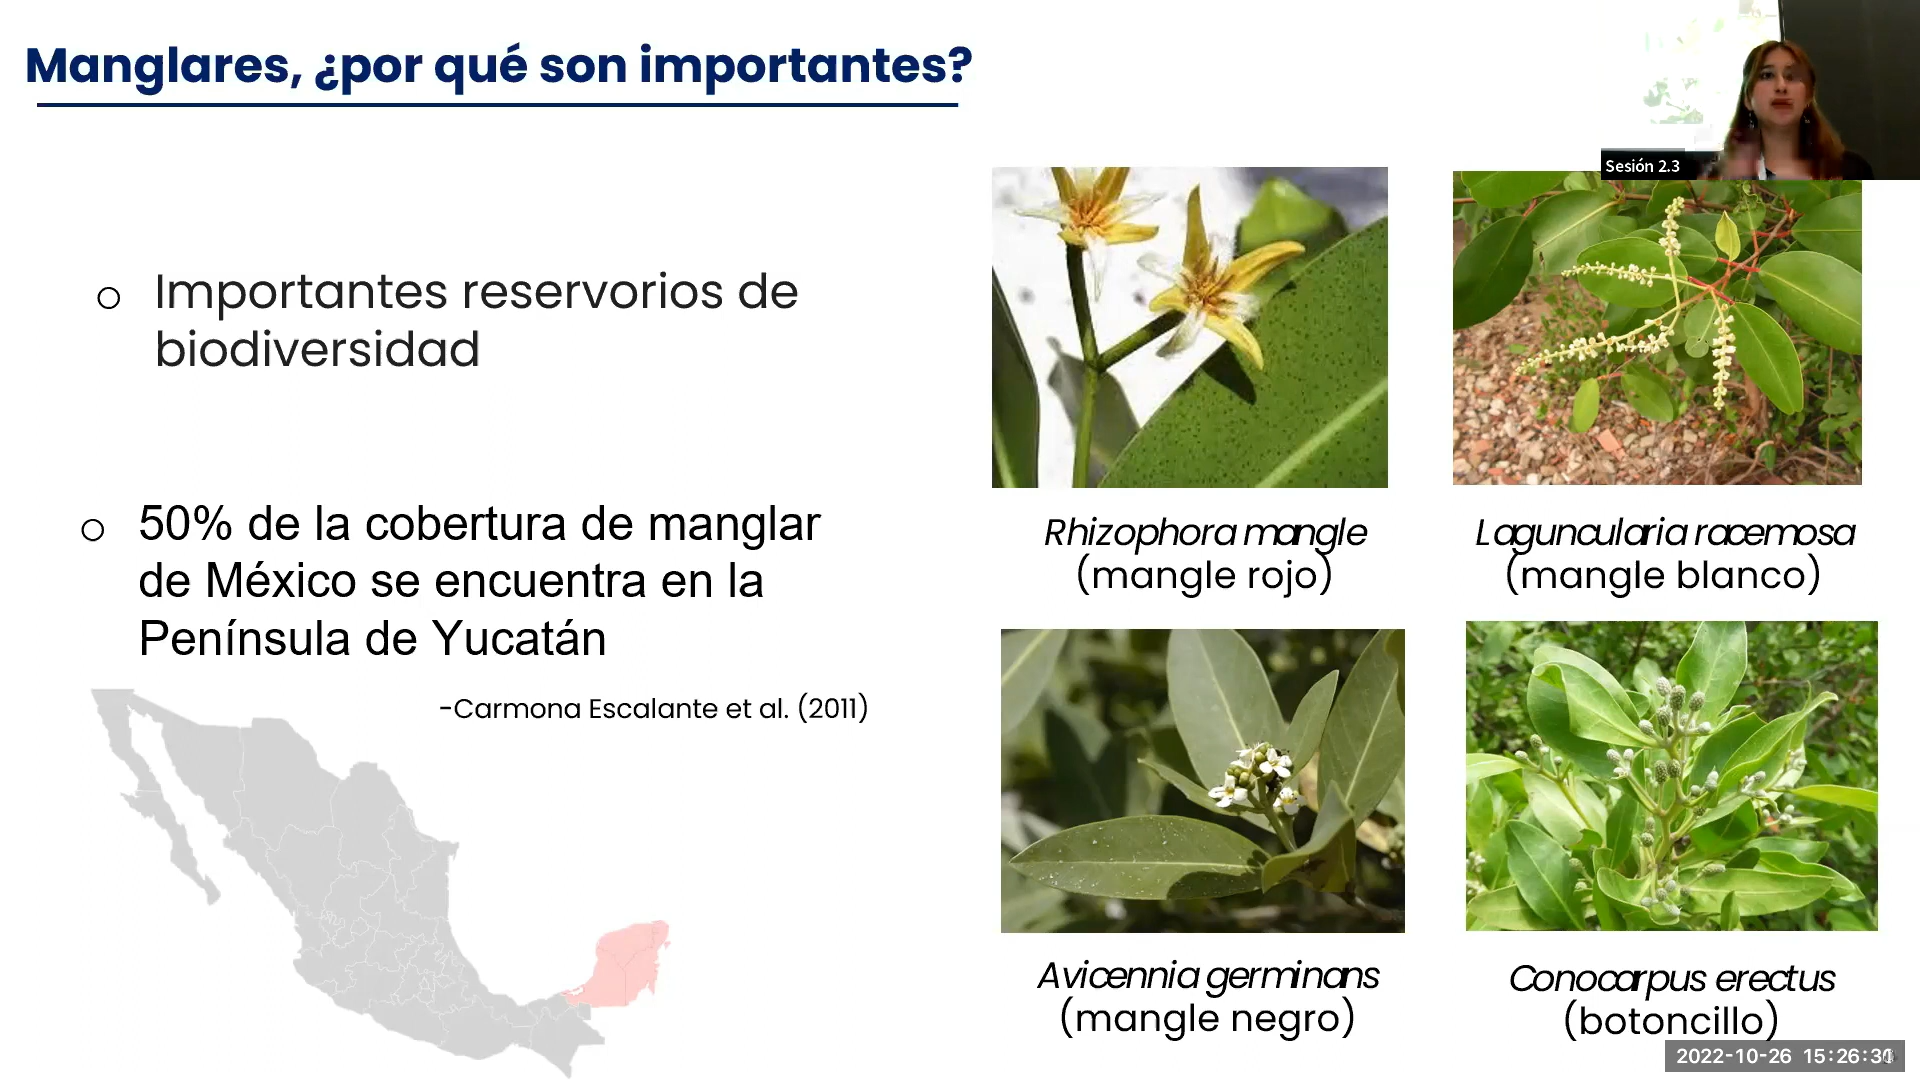 Manglares, ¿por qué son importantes?
Sesión 2.3
o Importantes reservorios de
biodiversidad
o 50% de la cobertura de manglar
de México se encuentra en la
Península de Yucatán
-Carmona Escalante et al. (2011)
Rhizophora mangle
(mangle rojo)
Laguncularia racemosa
(mangle blanco)
Avicennia germinans
(mangle negro)
Conocarpus erectus
(botoncillo)
2022-10-26 15:26:30